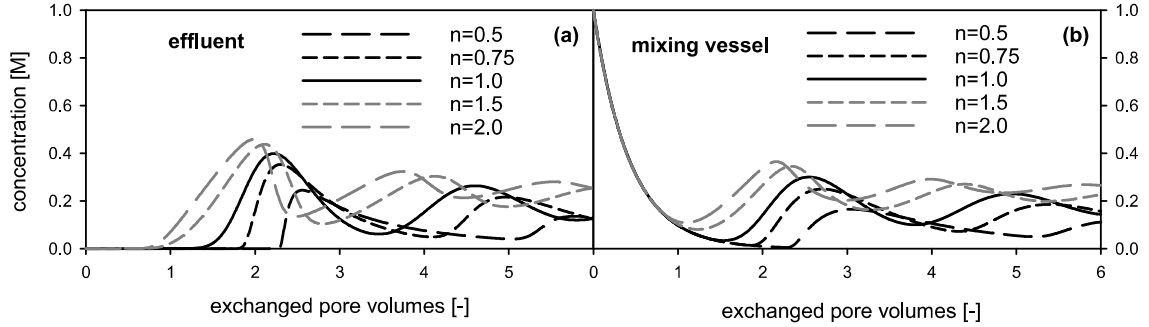 effluent
(a)
n=0.5
n=0.75
n=1.0
n=1.5
n=2.0
concentration [M]
1.0
0.8
0.6
0.4
0.2
0.0
0 1 2 3 4 5
exchanged pore volumes [-]
mixing vessel
(b)
n=0.5
n=0.75
n=1.0
n=1.5
n=2.0
1.0
0.8
0.6
0.4
0.2
0.0
0 1 2 3 4 5 6
exchanged pore volumes [-]